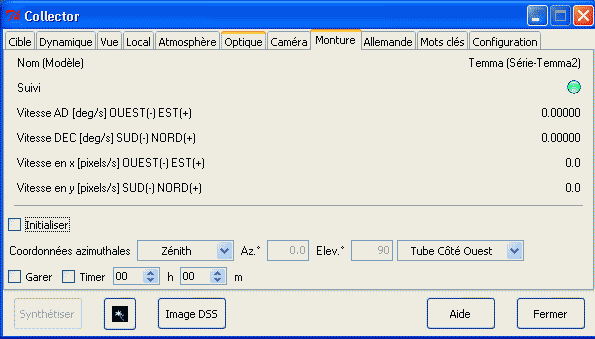 Collector
Cible Dynamique Vue Local Atmosphère Optique Caméra Monture Allemande Mots clés Configuration
Nom (Modèle) Temma (Série-Temma2)
Suivi
Vitesse AD [deg/s] OUEST(-) EST(+) 0.00000
Vitesse DEC [deg/s] SUD(-) NORD(+) 0.00000
Vitesse en x [pixels/s] OUEST(-) EST(+) 0.0
Vitesse en y [pixels/s] SUD(-) NORD(+) 0.0
Initialiser
Coordonnées azimuthales Zénith Az.° 0.0 Elev.° 90 Tube Côté Ouest
Garer Timer 00 h 00 m
Synthétiser Image DSS Aide Fermer